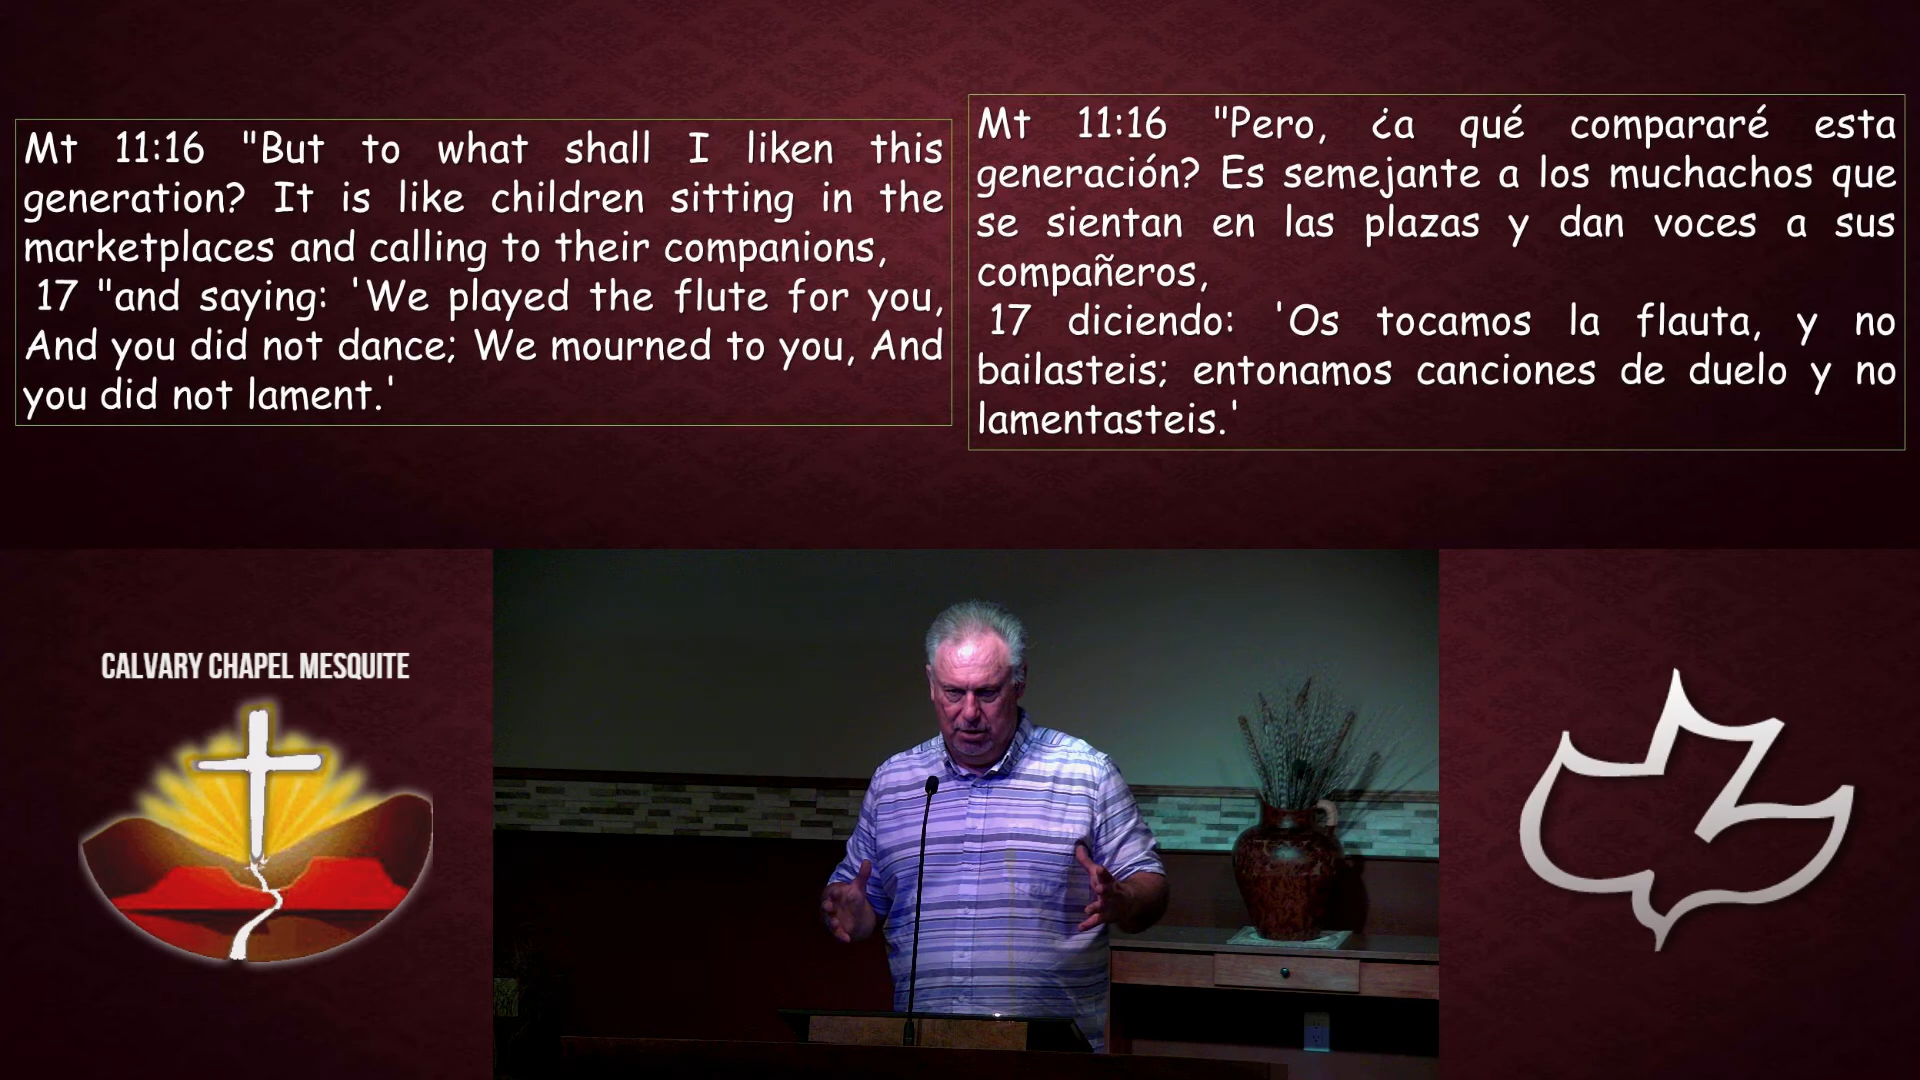 Mt 11:16 "But to what shall I liken this
generation? It is like children sitting in the
marketplaces and calling to their companions,
17 "and saying: 'We played the flute for you,
And you did not dance; We mourned to you, And
you did not lament.'
Mt 11:16 "Pero, ¿a qué compararé esta
generación? Es semejante a los muchachos que
se sientan en las plazas y dan voces a sus
compañeros,
17 diciendo: 'Os tocamos la flauta, y no
bailasteis; entonamos canciones de duelo y no
lamentasteis.'
CALVARY CHAPEL MESQUITE